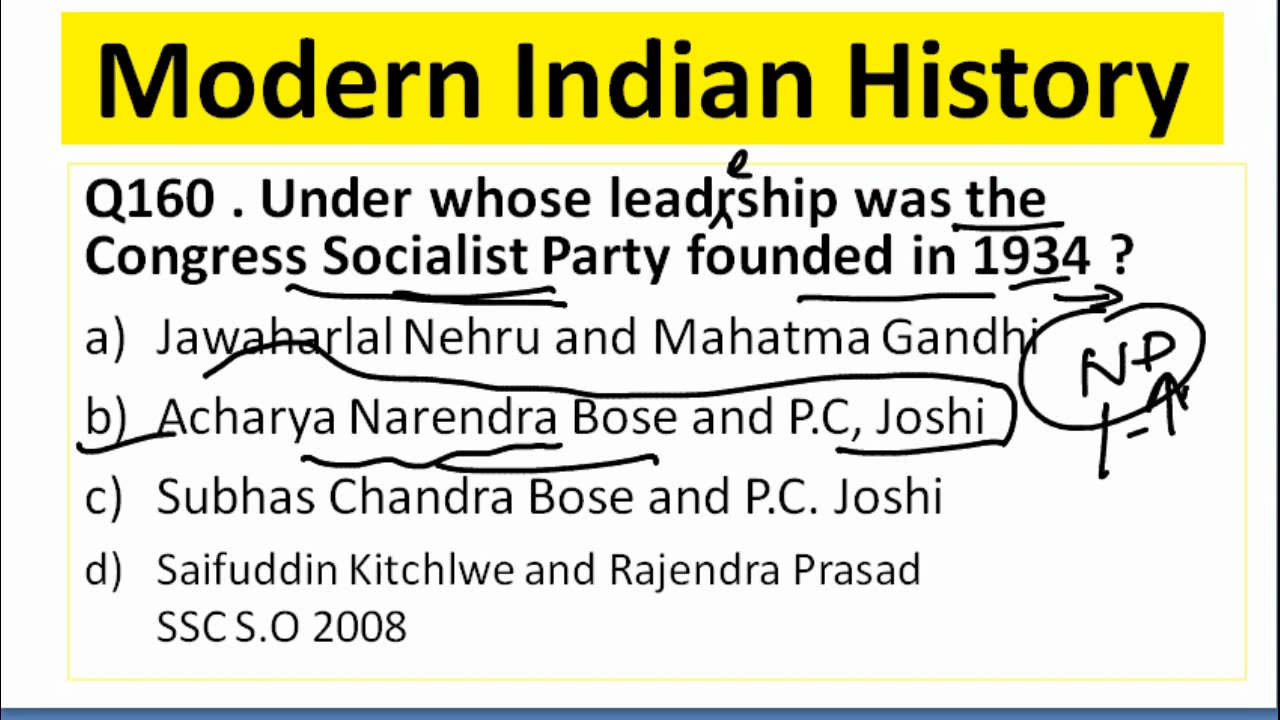 Modern Indian History
e
Q160 . Under whose leadrship was the
Congress Socialist Party founded in 1934 ?
a) Jawaharlal Nehru and Mahatma Gandhi
b) Acharya Narendra Bose and P.C, Joshi
c) Subhas Chandra Bose and P.C. Joshi
d) Saifuddin Kitchlwe and Rajendra Prasad
SSC S.O 2008